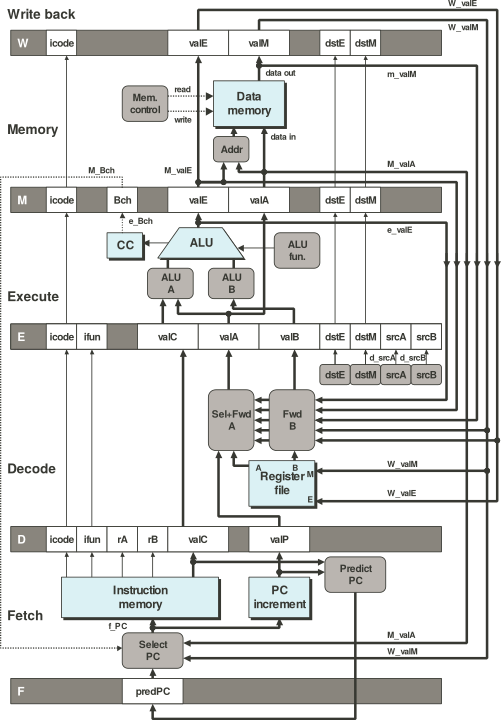 W_valE
Write back
W_valM
W icode valE valM dstE dstM
m_valM
data out
read
Mem. control
Data memory
write
Memory
data in
Addr
M_Bch
M_valE
M_valA
M icode Bch valE valA dstE dstM
e_Bch
e_valE
CC
ALU
ALU fun.
ALU A
ALU B
Execute
E icode ifun valC valA valB dstE dstM srcA srcB
d_srcA d_srcB
dstE dstM srcA srcB
Sel+Fwd A
Fwd B
Decode
A B M
W_valM
Register file
E
W_valE
D icode ifun rA rB valC valP
Predict PC
Instruction memory
PC increment
Fetch
f_PC
M_valA
Select PC
W_valM
F predPC